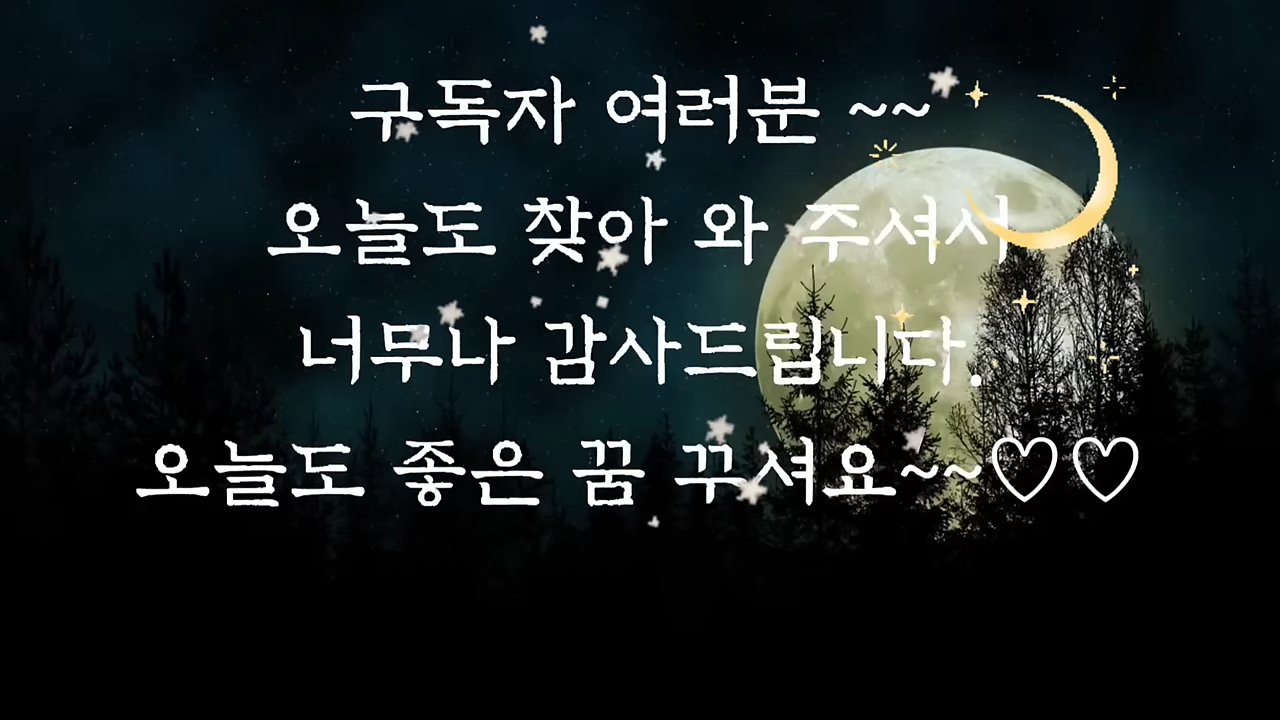 구독자 여러분 ~~
오늘도 찾아 와 주셔서
너무나 감사드립니다.
오늘도 좋은 꿈 꾸셔요~~♡♡